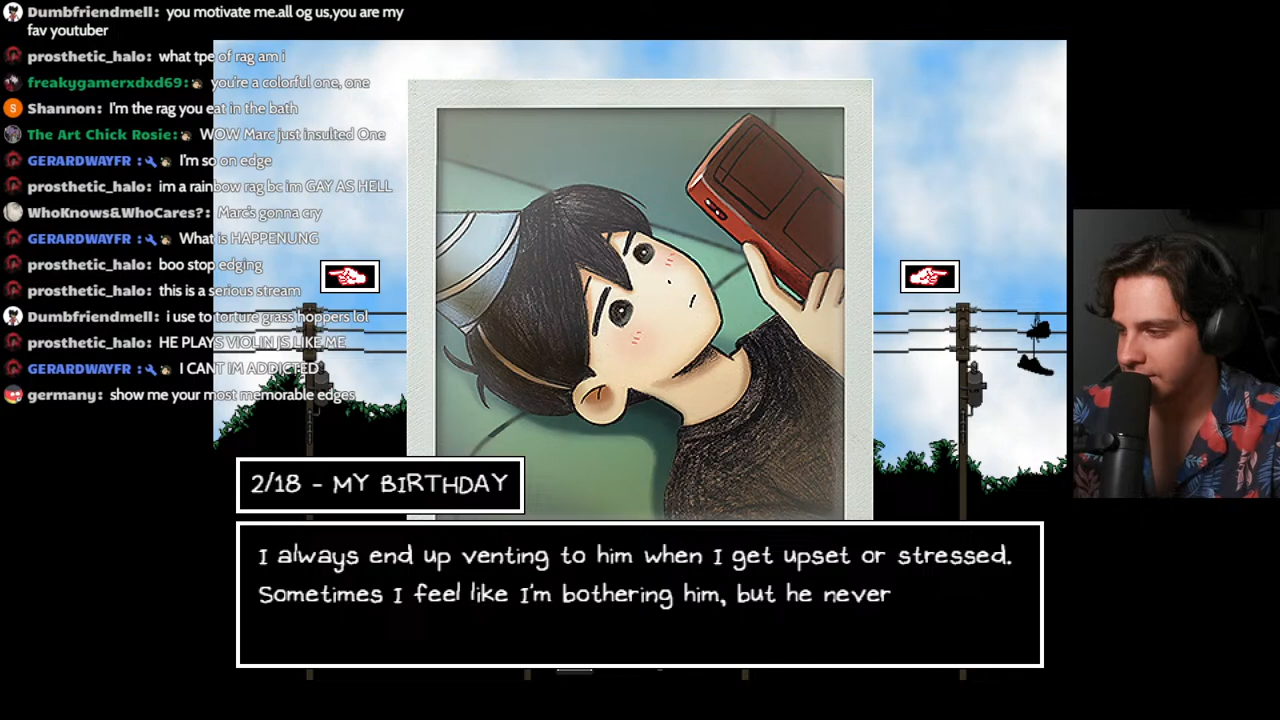 Dumbfriendmell: you motivate me.all og us,you are my
fav youtuber
prosthetic_halo: what tpe of rag am i
freakygamerxdxd69: you're a colorful one, one
S Shannon: I'm the rag you eat in the bath
The Art Chick Rosie: WOW Marc just insulted One
GERARDWAYFR : I'm so on edge
prosthetic_halo: im a rainbow rag bc im GAY AS HELL
WhoKnows&WhoCares?: Marc's gonna cry
GERARDWAYFR : What is HAPPENUNG
prosthetic_halo: boo stop edging
prosthetic_halo: this is a serious stream
Dumbfriendmell: i use to torture grass hoppers lol
prosthetic_halo: HE PLAYS VIOLIN JS LIKE ME
GERARDWAYFR : I CANT IM ADDICTED
germany: show me your most memorable edges
2/18 - MY BIRTHDAY
I always end up venting to him when I get upset or stressed.
Sometimes I feel like I'm bothering him, but he never